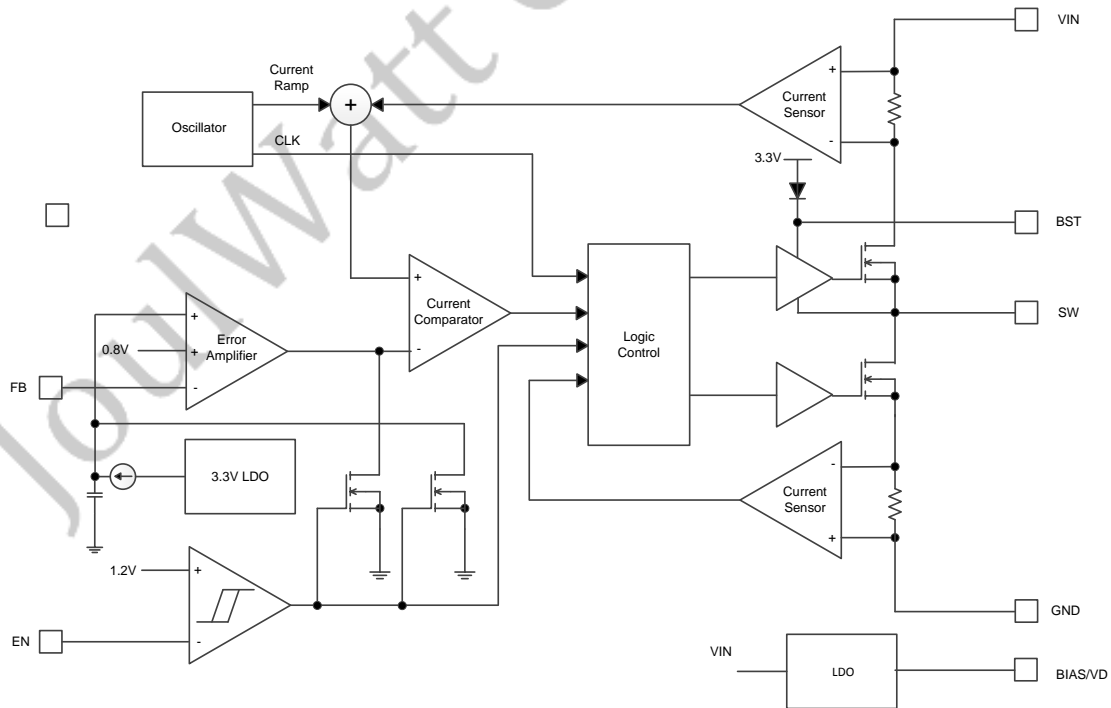 VIN
Current
Ramp
+
+
Current
Sensor
-
Oscillator
CLK
3.3V
BST
+
Current
Comparator
-
SW
Logic
Control
+
0.8V
+
Error
Amplifier
-
FB
3.3V LDO
-
Current
Sensor
+
1.2V
+
-
EN
GND
VIN
LDO
BIAS/VD
JoulWatt